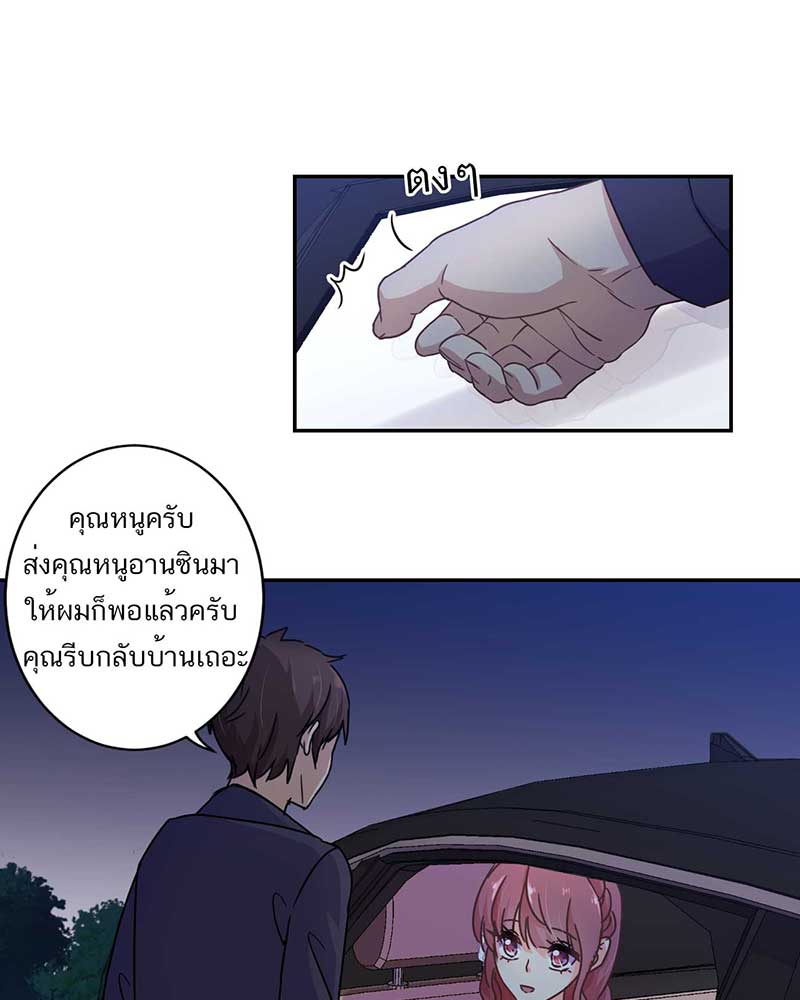 ตงๆ
คุณหนูครับ
ส่งคุณหนูอานซินมา
ให้ผมก็พอแล้วครับ
คุณรีบกลับบ้านเถอะ